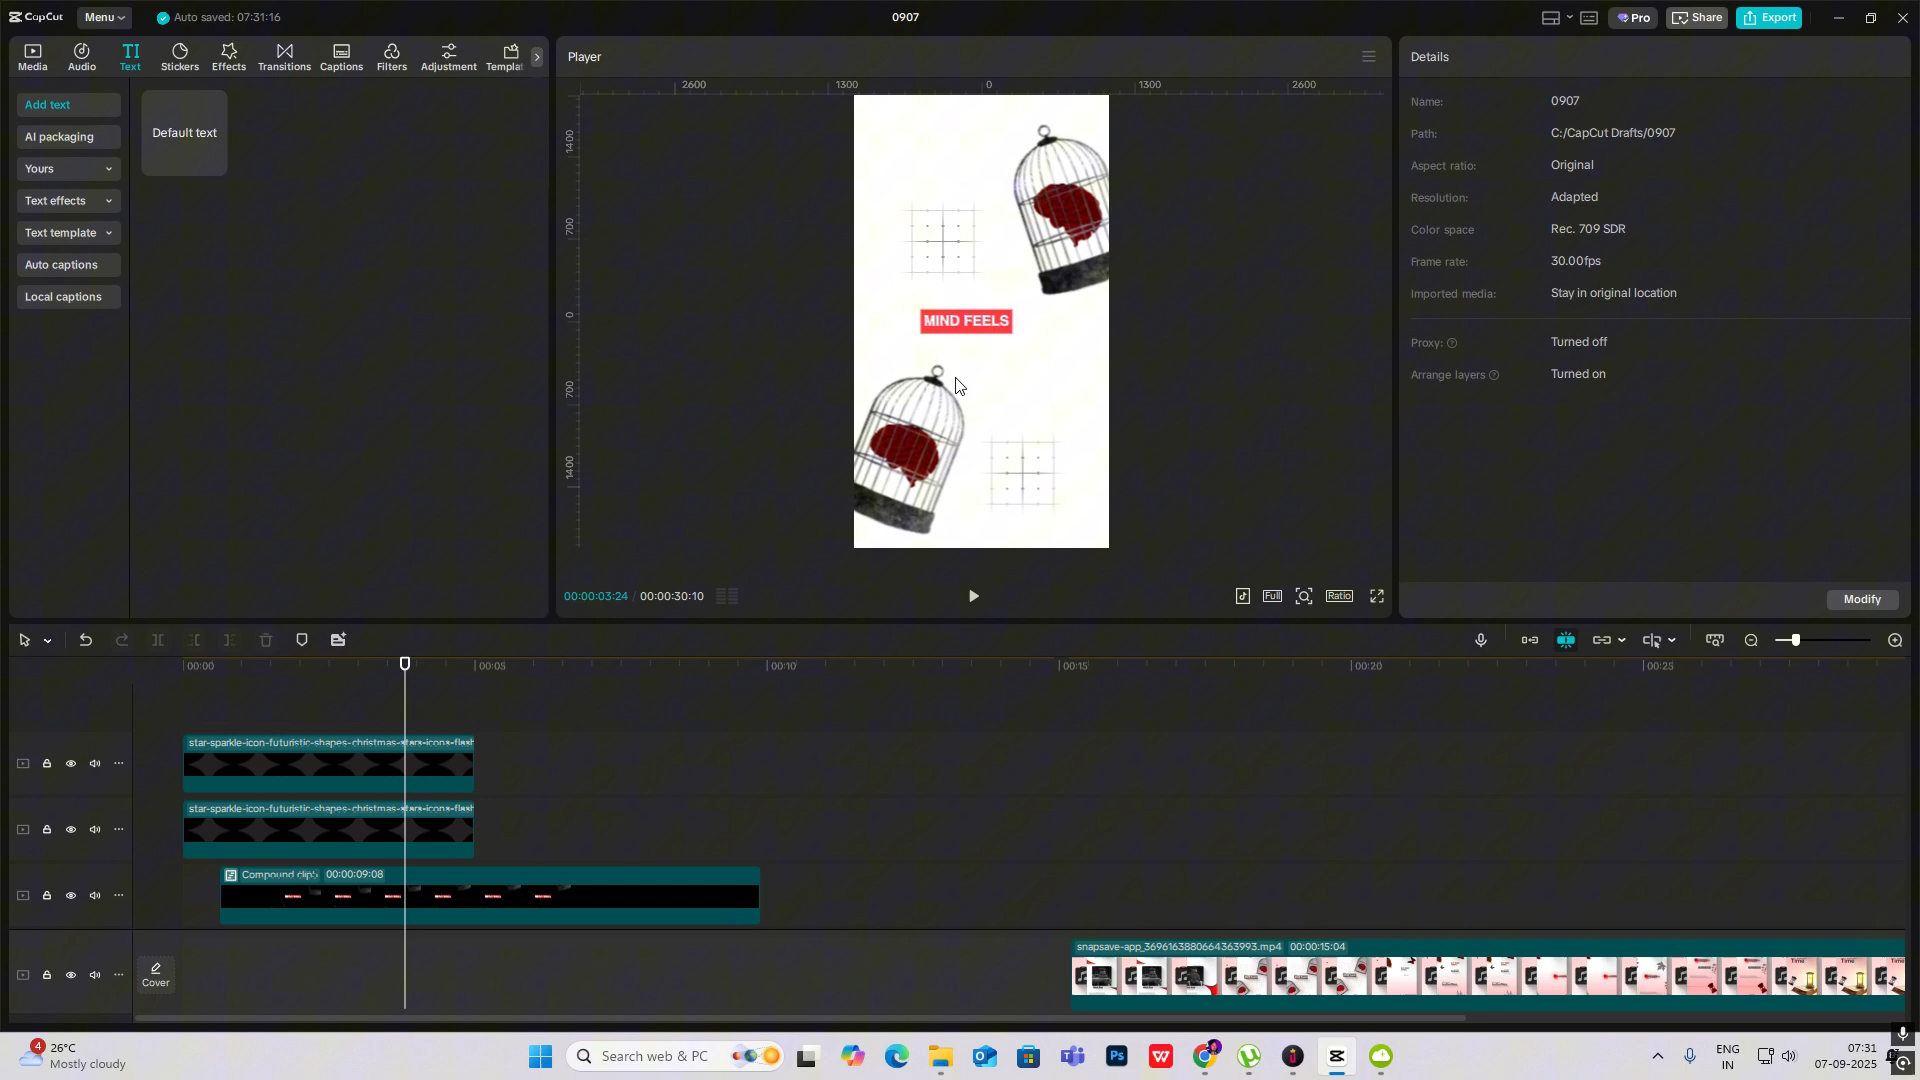 CapCut
Menu
Auto saved: 07:31:16
0907
Pro
Share
Export
Media
Audio
TI
Text
Stickers
Effects
Transitions
Captions
Filters
Adjustment
Templat
Player
Details
Add text
AI packaging
Yours
Text effects
Text template
Auto captions
Local captions
Default text
2600
1300
0
1300
2600
1400
700
0
700
1400
MIND FEELS
Name:
0907
Path:
C:/CapCut Drafts/0907
Aspect ratio:
Original
Resolution:
Adapted
Color space
Rec. 709 SDR
Frame rate:
30.00fps
Imported media:
Stay in original location
Proxy:
Turned off
Arrange layers
Turned on
Modify
00:00:03:24 / 00:00:30:10
Full
Ratio
00:00
00:05
00:10
00:15
00:20
00:25
star-sparkle-icon-futuristic-shapes-christmas-stars-icons-flash
star-sparkle-icon-futuristic-shapes-christmas-stars-icons-flash
Compound clip
00:00:09:08
Cover
snapsave-app_3696163880664363993.mp4
00:00:15:04
4
26°C
Mostly cloudy
Search web & PC
Ps
W
ENG
IN
07:31
07-09-2025